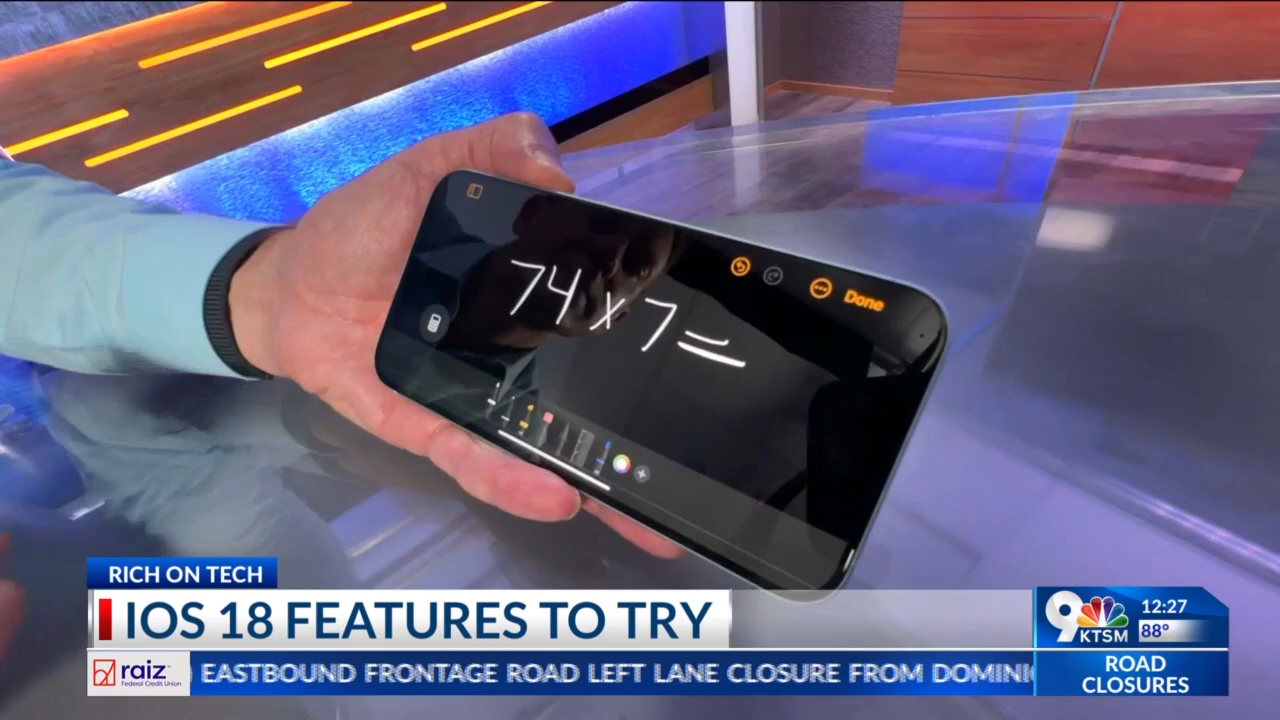 Done
74 x 7 =
RICH ON TECH
IOS 18 FEATURES TO TRY
9
KTSM
12:27
88°
raiz
Federal Credit Union
EASTBOUND FRONTAGE ROAD LEFT LANE CLOSURE FROM
ROAD
CLOSURES